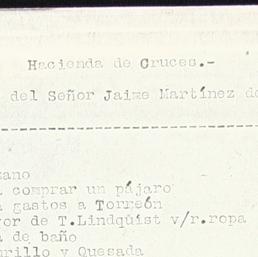 Hacienda de Cruces.-
del Señor Jaime Martínez de
ano
comprar un pájaro
gastos a Torreón
or de T.Lindqüist v/r.ropa
de baño
rillo y Quesada